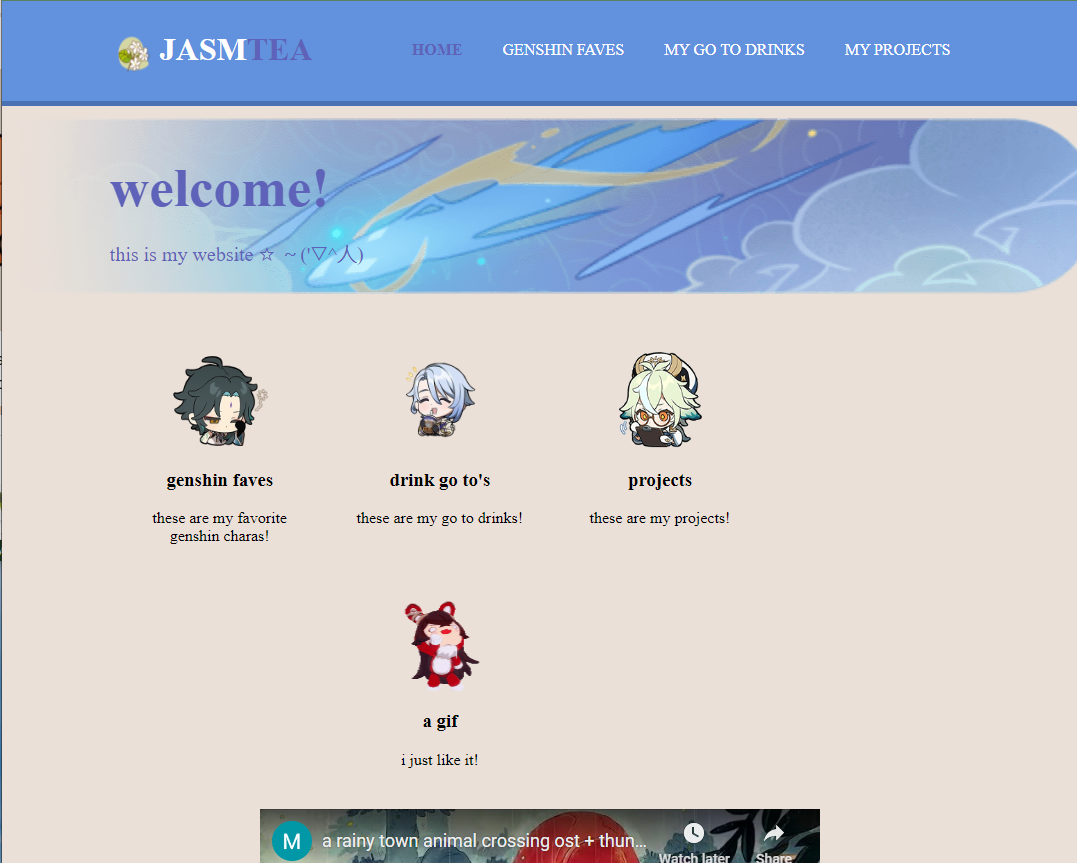 JASMTEA
HOME GENSHIN FAVES MY GO TO DRINKS MY PROJECTS
welcome!
this is my website ☆ ~('▽^人)
genshin faves
these are my favorite
genshin charas!
drink go to's
these are my go to drinks!
projects
these are my projects!
a gif
i just like it!
M
a rainy town animal crossing ost + thun...
Watch later
Share